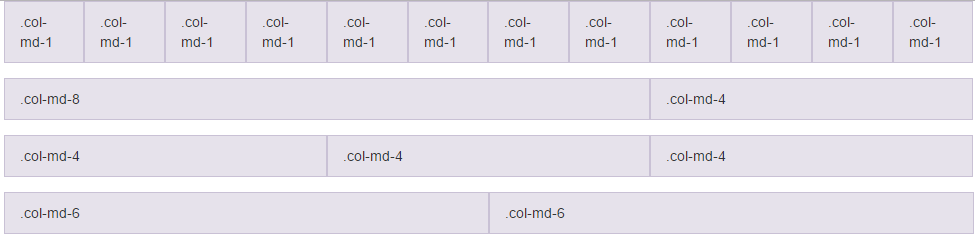 .col- .col- .col- .col- .col- .col- .col- .col- .col- .col- .col- .col-
md-1 md-1 md-1 md-1 md-1 md-1 md-1 md-1 md-1 md-1 md-1 md-1
.col-md-8 .col-md-4
.col-md-4 .col-md-4 .col-md-4
.col-md-6 .col-md-6